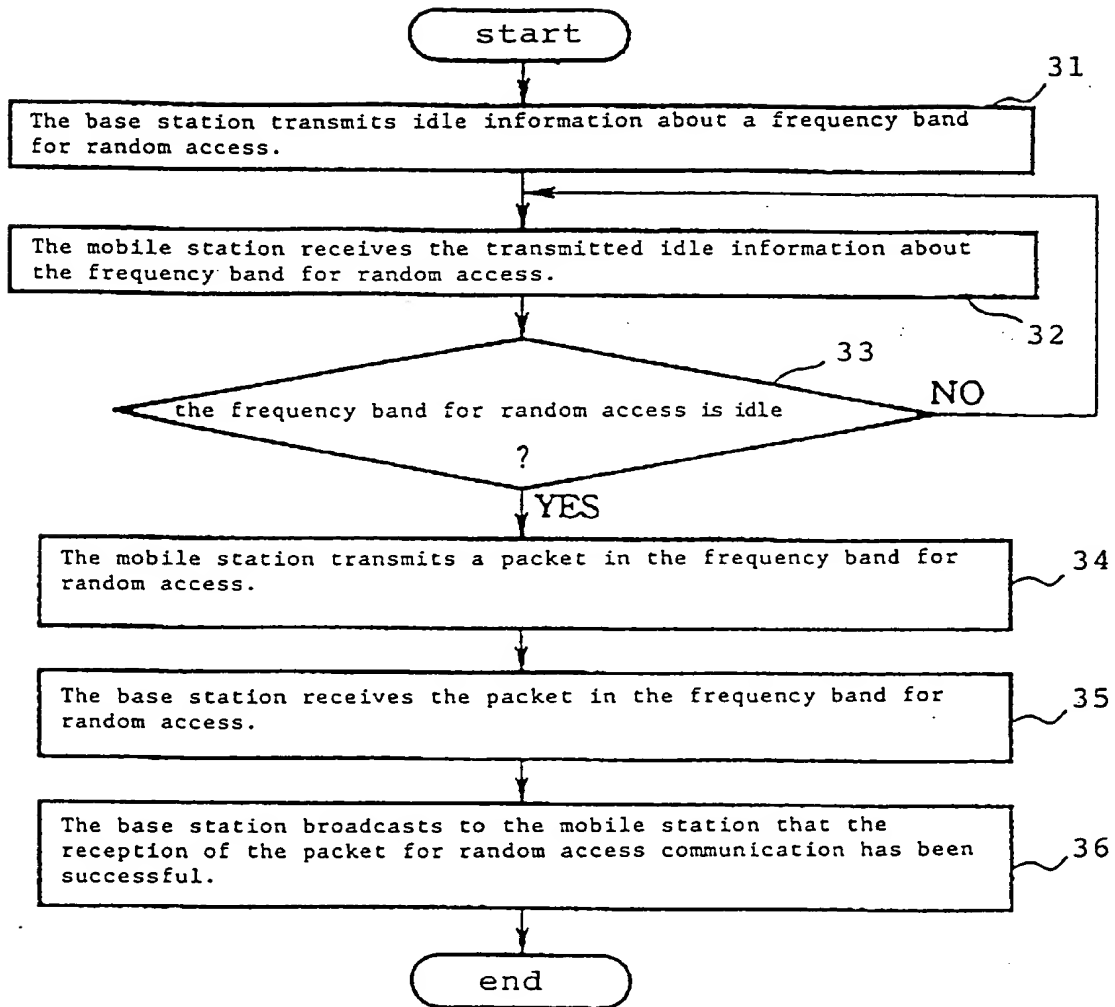 start
31
The base station transmits idle information about a frequency band
for random access.
The mobile station receives the transmitted idle information about
the frequency band for random access.
32
33
the frequency band for random access is idle
?
NO
YES
The mobile station transmits a packet in the frequency band for
random access.
34
The base station receives the packet in the frequency band for
random access.
35
The base station broadcasts to the mobile station that the
reception of the packet for random access communication has been
successful.
36
end